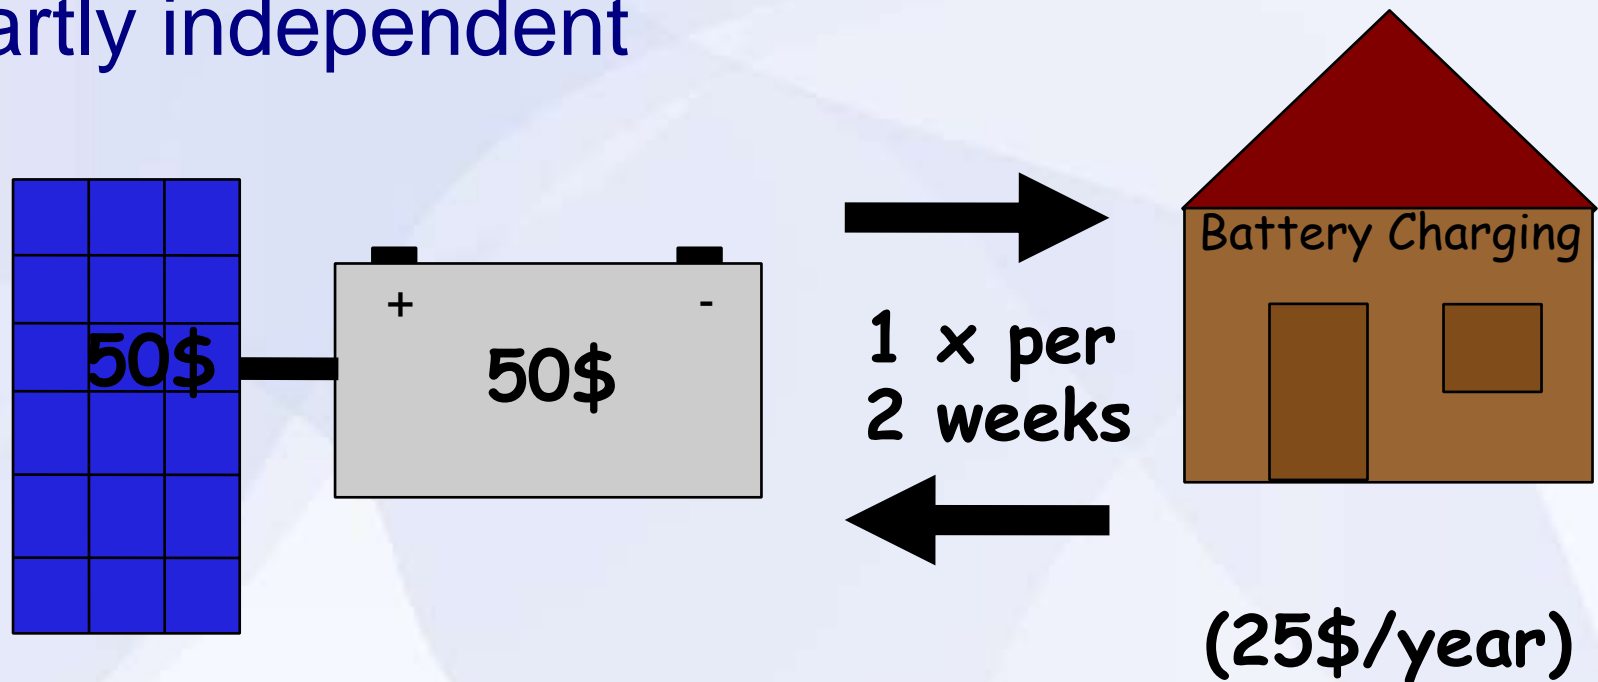 artly independent
Battery Charging
+ -
50$
50$
1 x per
2 weeks
(25$/year)